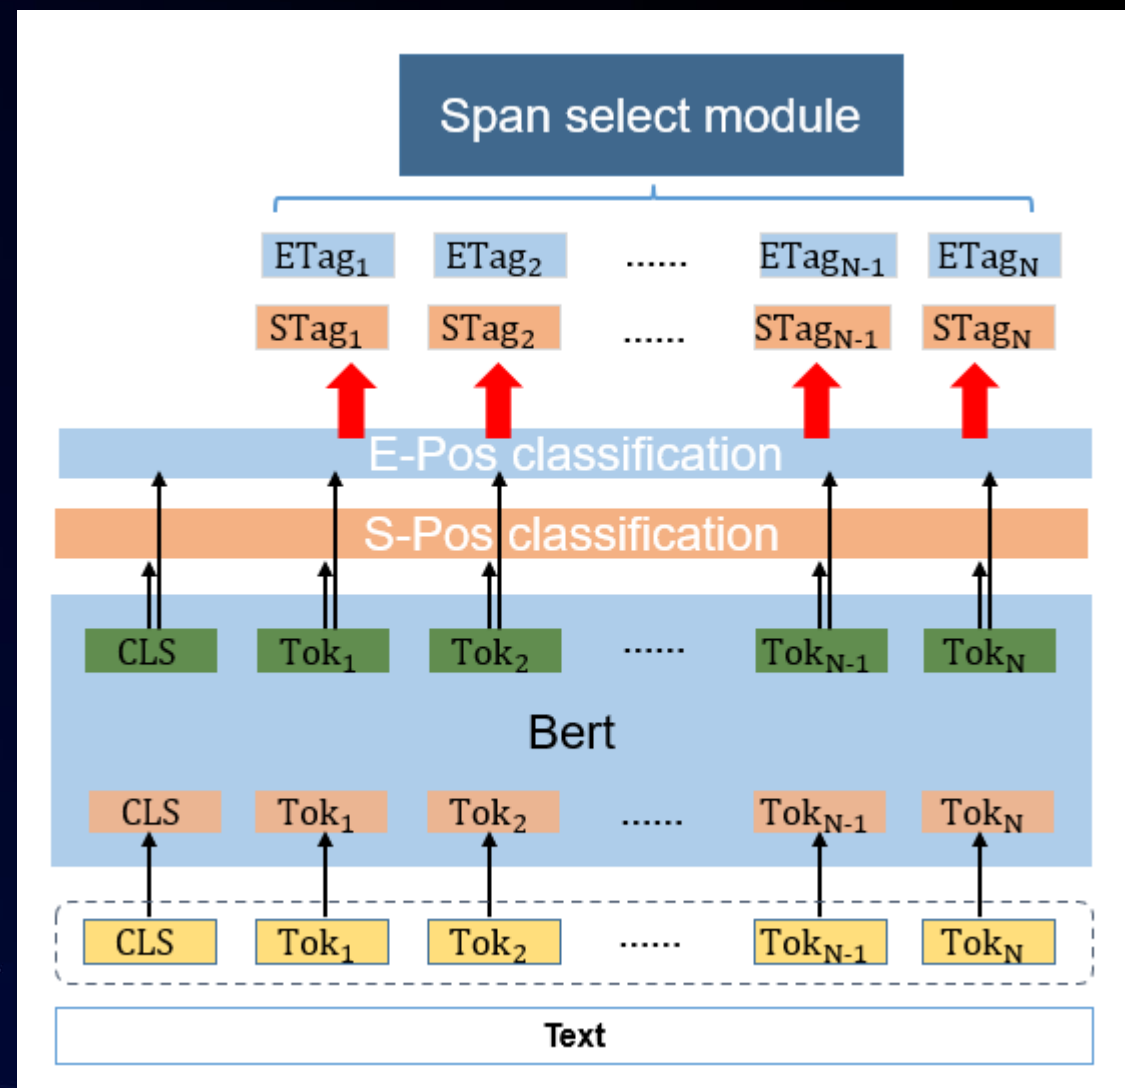 Span select module
ETag₁ ETag₂ ...... ETagN-1 ETagN
STag₁ STag₂ ...... STagN-1 STagN
E-Pos classification
S-Pos classification
CLS Tok₁ Tok₂ ...... TokN-1 TokN
Bert
CLS Tok₁ Tok₂ ...... TokN-1 TokN
CLS Tok₁ Tok₂ ...... TokN-1 TokN
Text